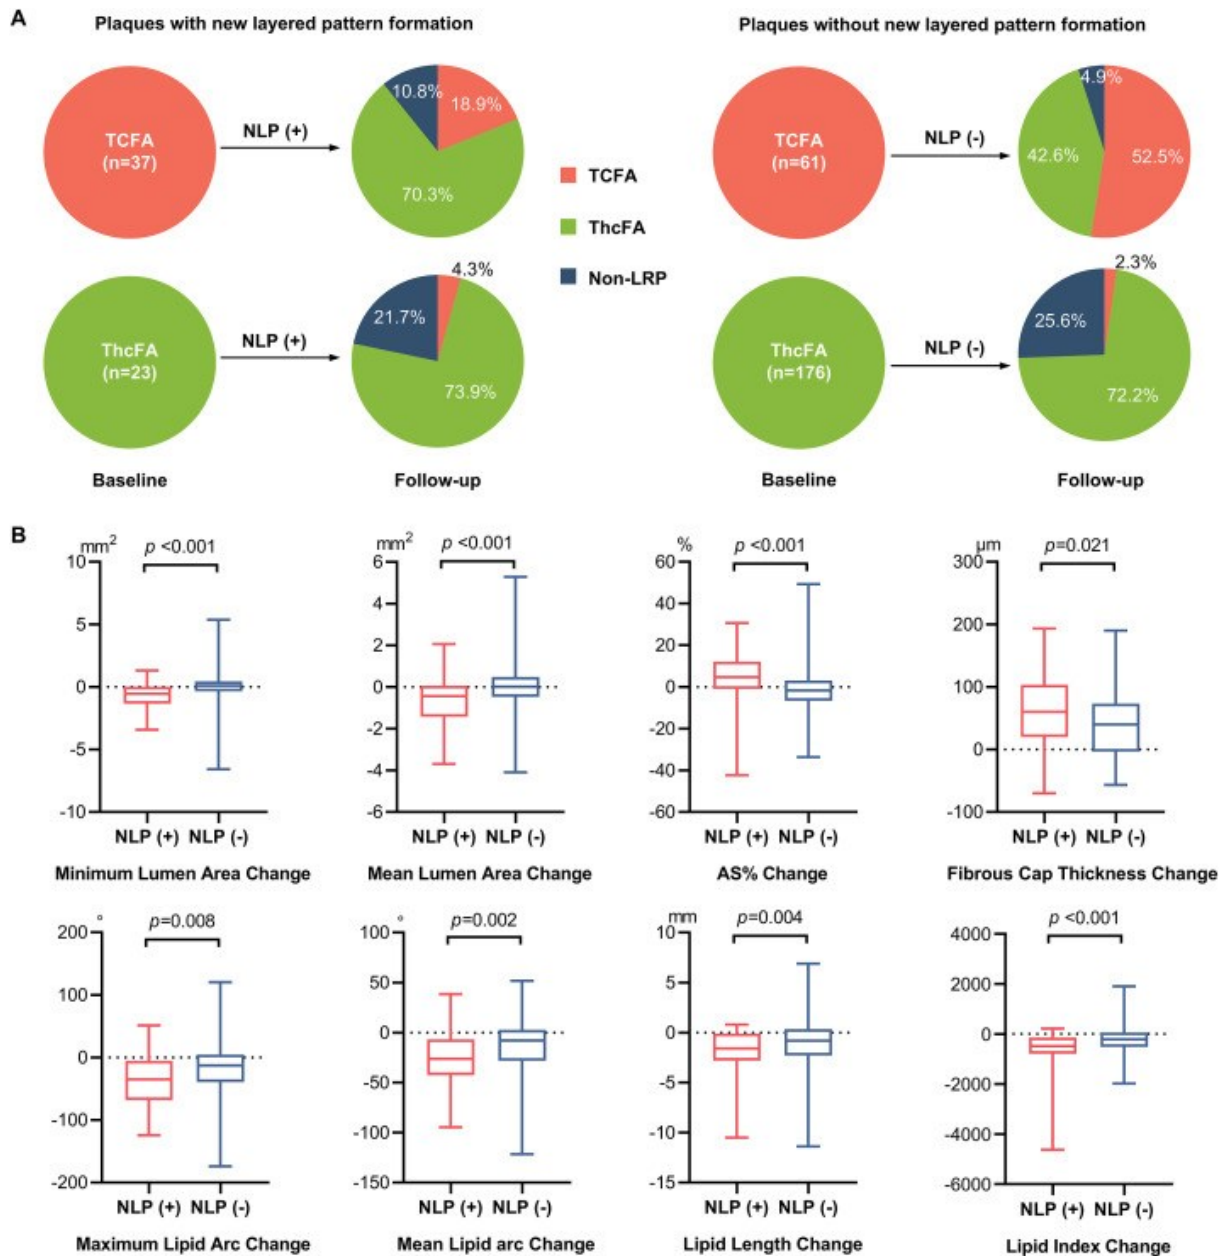 A
Plaques with new layered pattern formation
Plaques without new layered pattern formation
TCFA
(n=37)
NLP (+)
10.8%
18.9%
70.3%
TCFA
(n=61)
NLP (-)
4.9%
42.6%
52.5%
TCFA
ThcFA
Non-LRP
ThcFA
(n=23)
NLP (+)
4.3%
21.7%
73.9%
ThcFA
(n=176)
NLP (-)
2.3%
25.6%
72.2%
Baseline
Follow-up
Baseline
Follow-up
B
mm²
p <0.001
10
5
0
-5
-10
NLP (+) NLP (-)
Minimum Lumen Area Change
mm²
p <0.001
6
4
2
0
-2
-4
-6
NLP (+) NLP (-)
Mean Lumen Area Change
%
p <0.001
60
40
20
0
-20
-40
-60
NLP (+) NLP (-)
AS% Change
µm
p=0.021
300
200
100
0
-100
NLP (+) NLP (-)
Fibrous Cap Thickness Change
°
p=0.008
200
100
0
-100
-200
NLP (+) NLP (-)
Maximum Lipid Arc Change
°
p=0.002
100
50
0
-50
-100
-150
NLP (+) NLP (-)
Mean Lipid arc Change
mm
p=0.004
10
5
0
-5
-10
-15
NLP (+) NLP (-)
Lipid Length Change
p <0.001
4000
2000
0
-2000
-4000
-6000
NLP (+) NLP (-)
Lipid Index Change